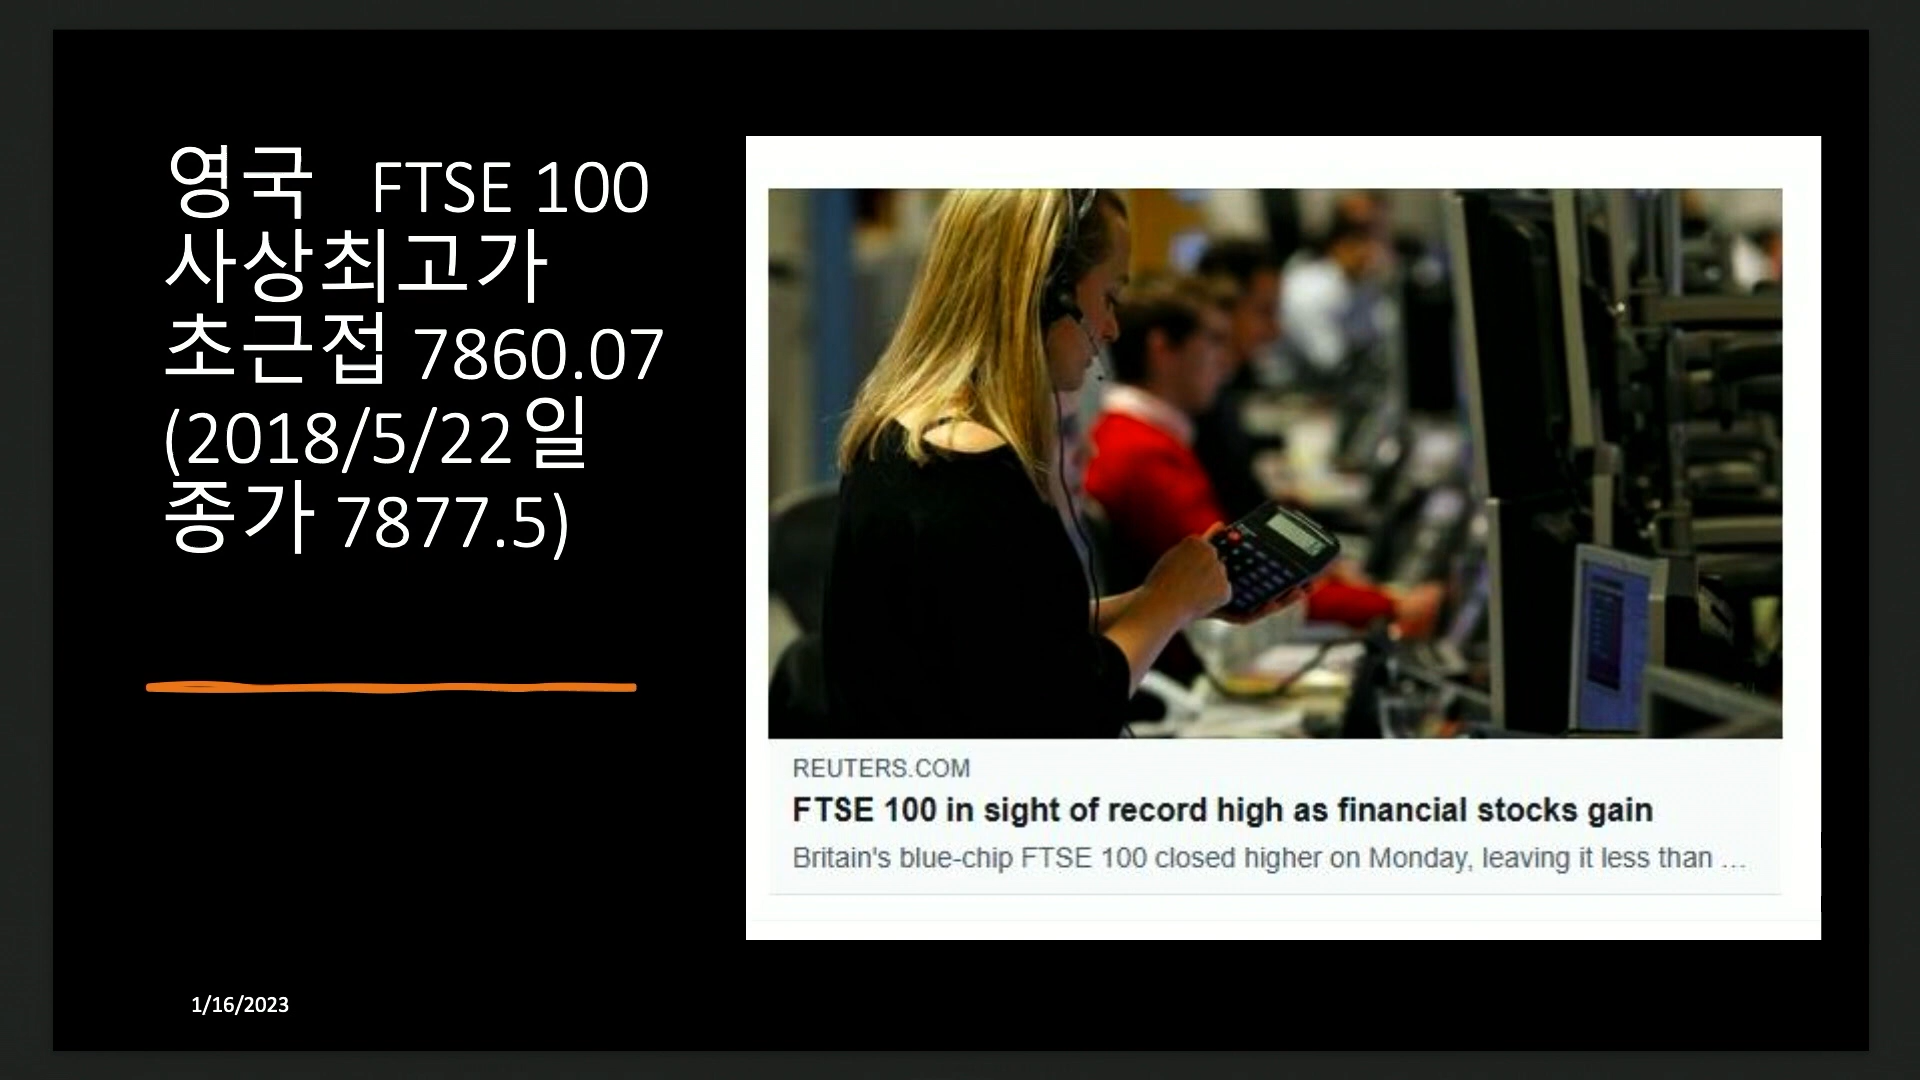 영국 FTSE 100
사상최고가
초근접 7860.07
(2018/5/22일
종가 7877.5)
REUTERS.COM
FTSE 100 in sight of record high as financial stocks gain
Britain's blue-chip FTSE 100 closed higher on Monday, leaving it less than ...
1/16/2023